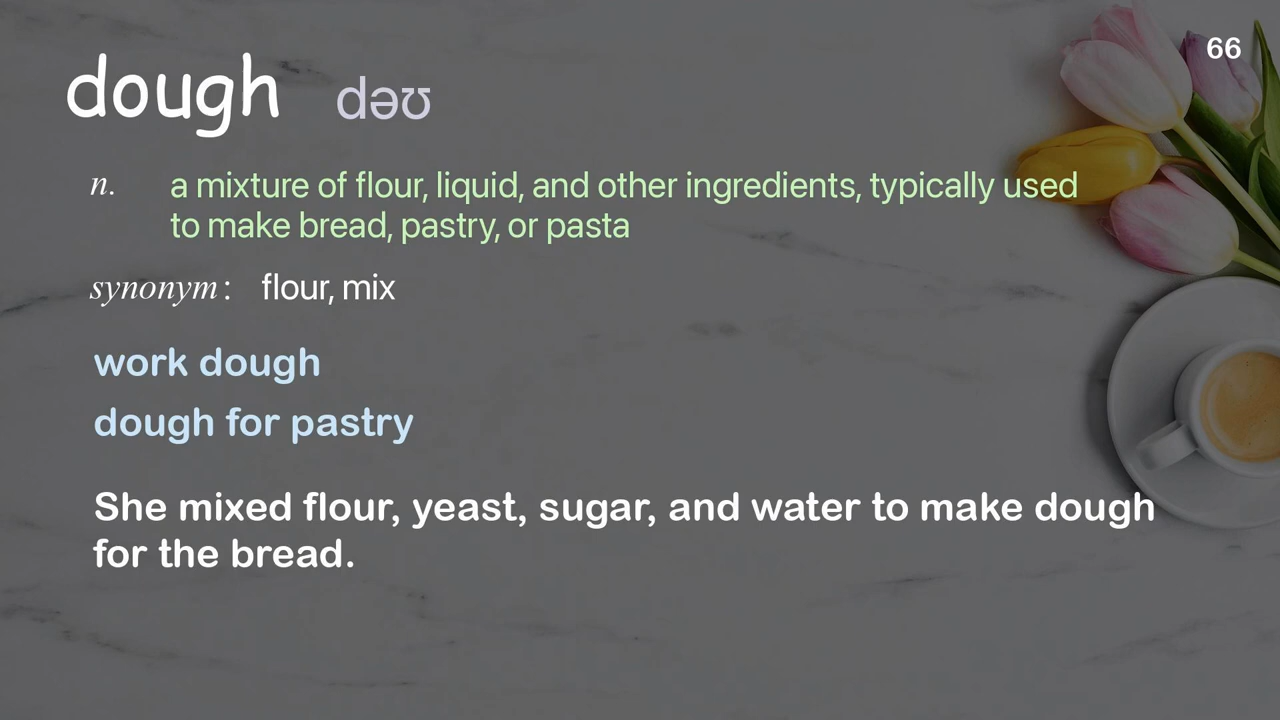 66
dough dəʊ
n. a mixture of flour, liquid, and other ingredients, typically used
to make bread, pastry, or pasta
synonym: flour, mix
work dough
dough for pastry
She mixed flour, yeast, sugar, and water to make dough
for the bread.